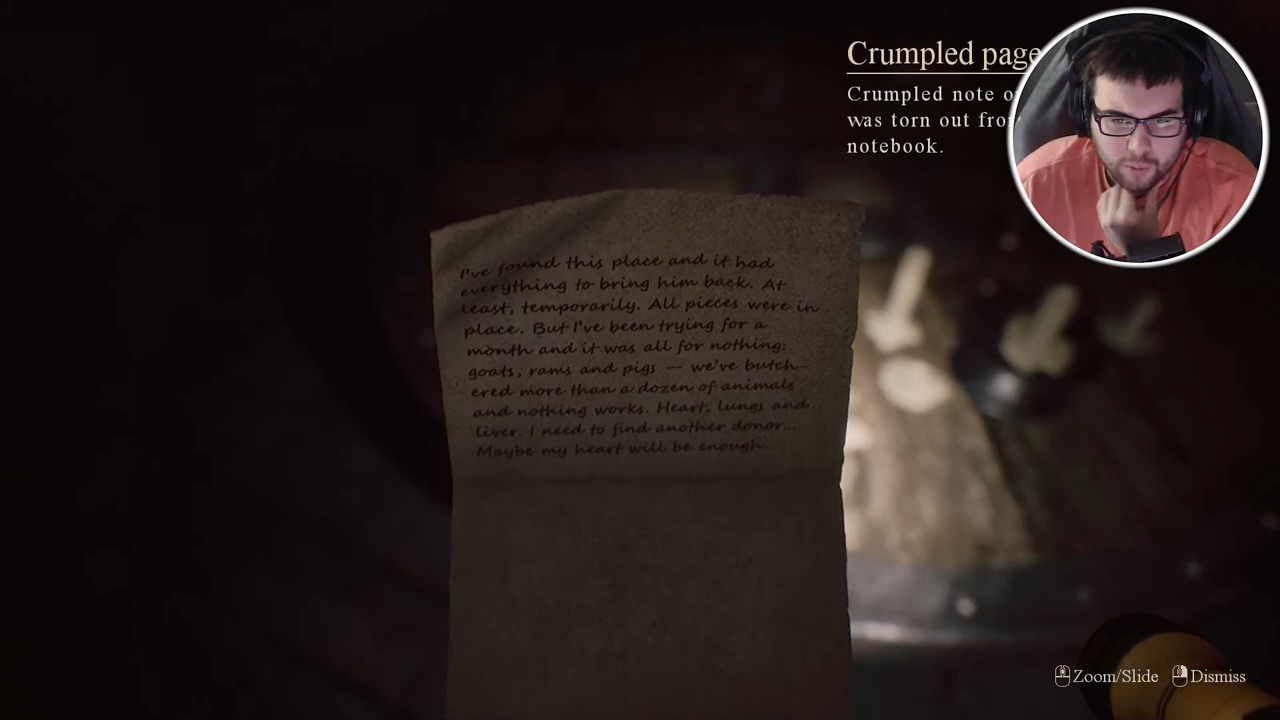 Crumpled page
Crumpled note
was torn out
notebook.
I've found this place and it had
everything to bring him back. At
least, temporarily. All pieces were in
place. But I've been trying for a
month and it was all for nothing:
goats, rams and pigs — we've butch-
ered more than a dozen of animals
and nothing works. Heart, lungs and
liver. I need to find another donor...
Maybe my heart will be enough.
Zoom/Slide Dismiss